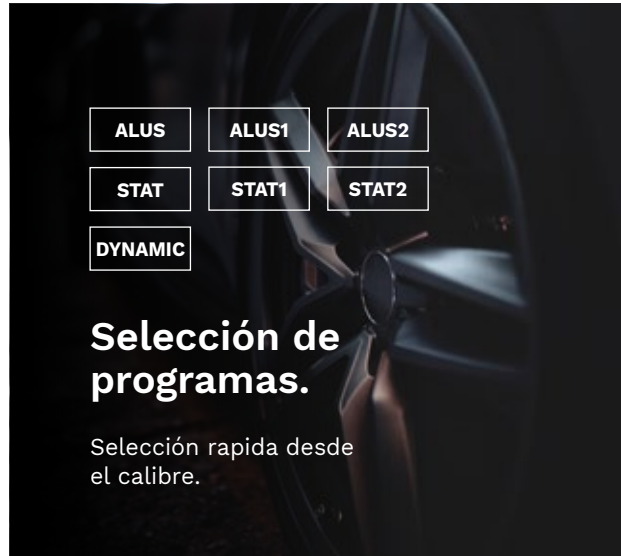 ALUS ALUS1 ALUS2
STAT STAT1 STAT2
DYNAMIC
Selección de
programas.
Selección rapida desde
el calibre.